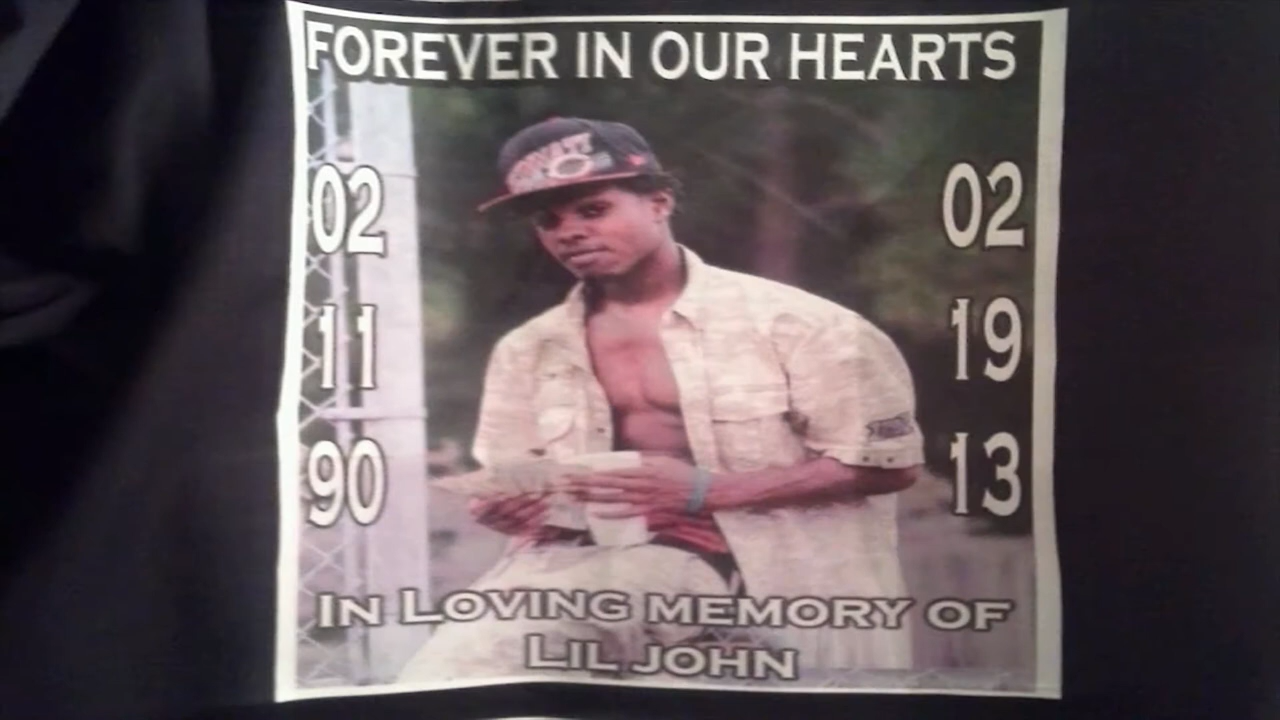 FOREVER IN OUR HEARTS
02
11
90
02
19
13
IN LOVING MEMORY OF
LIL JOHN